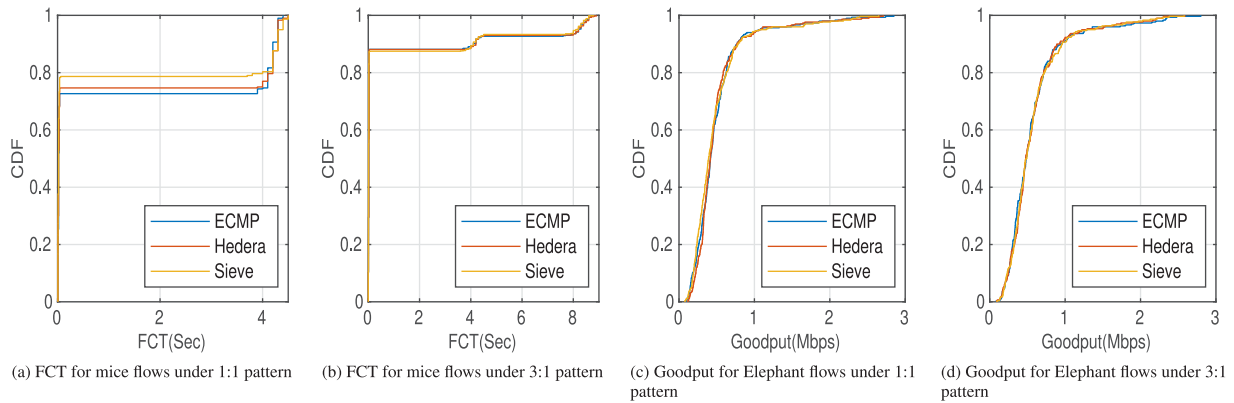 1
0.8
0.6
0.4
0.2
0
CDF
ECMP
Hedera
Sieve
0 2 4
FCT(Sec)
(a) FCT for mice flows under 1:1 pattern
1
0.8
0.6
0.4
0.2
0
CDF
ECMP
Hedera
Sieve
0 2 4 6 8
FCT(Sec)
(b) FCT for mice flows under 3:1 pattern
1
0.8
0.6
0.4
0.2
0
CDF
ECMP
Hedera
Sieve
0 1 2 3
Goodput(Mbps)
(c) Goodput for Elephant flows under 1:1
pattern
1
0.8
0.6
0.4
0.2
0
CDF
ECMP
Hedera
Sieve
0 1 2 3
Goodput(Mbps)
(d) Goodput for Elephant flows under 3:1
pattern